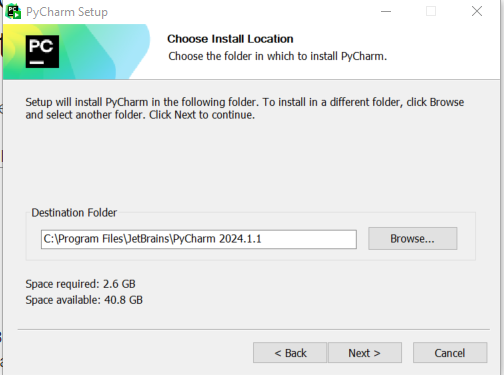 PyCharm Setup
PC
Choose Install Location
Choose the folder in which to install PyCharm.
Setup will install PyCharm in the following folder. To install in a different folder, click Browse
and select another folder. Click Next to continue.
Destination Folder
C:\Program Files\JetBrains\PyCharm 2024.1.1
Browse...
Space required: 2.6 GB
Space available: 40.8 GB
< Back
Next >
Cancel